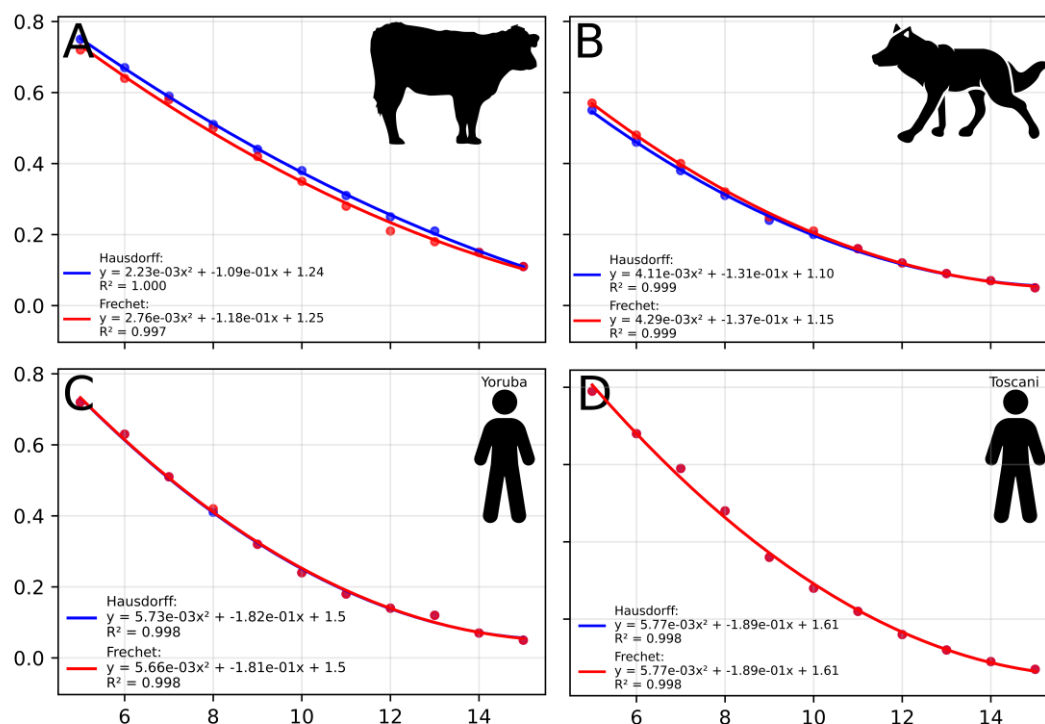 A
B
0.8
0.6
0.4
0.2
0.0
Hausdorff:
y = 2.23e-03x² + -1.09e-01x + 1.24
R² = 1.000
Frechet:
y = 2.76e-03x² + -1.18e-01x + 1.25
R² = 0.997
Hausdorff:
y = 4.11e-03x² + -1.31e-01x + 1.10
R² = 0.999
Frechet:
y = 4.29e-03x² + -1.37e-01x + 1.15
R² = 0.999
C
Yoruba
D
Toscani
0.8
0.6
0.4
0.2
0.0
Hausdorff:
y = 5.73e-03x² + -1.82e-01x + 1.5
R² = 0.998
Frechet:
y = 5.66e-03x² + -1.81e-01x + 1.5
R² = 0.998
Hausdorff:
y = 5.77e-03x² + -1.89e-01x + 1.61
R² = 0.998
Frechet:
y = 5.77e-03x² + -1.89e-01x + 1.61
R² = 0.998
6 8 10 12 14
6 8 10 12 14